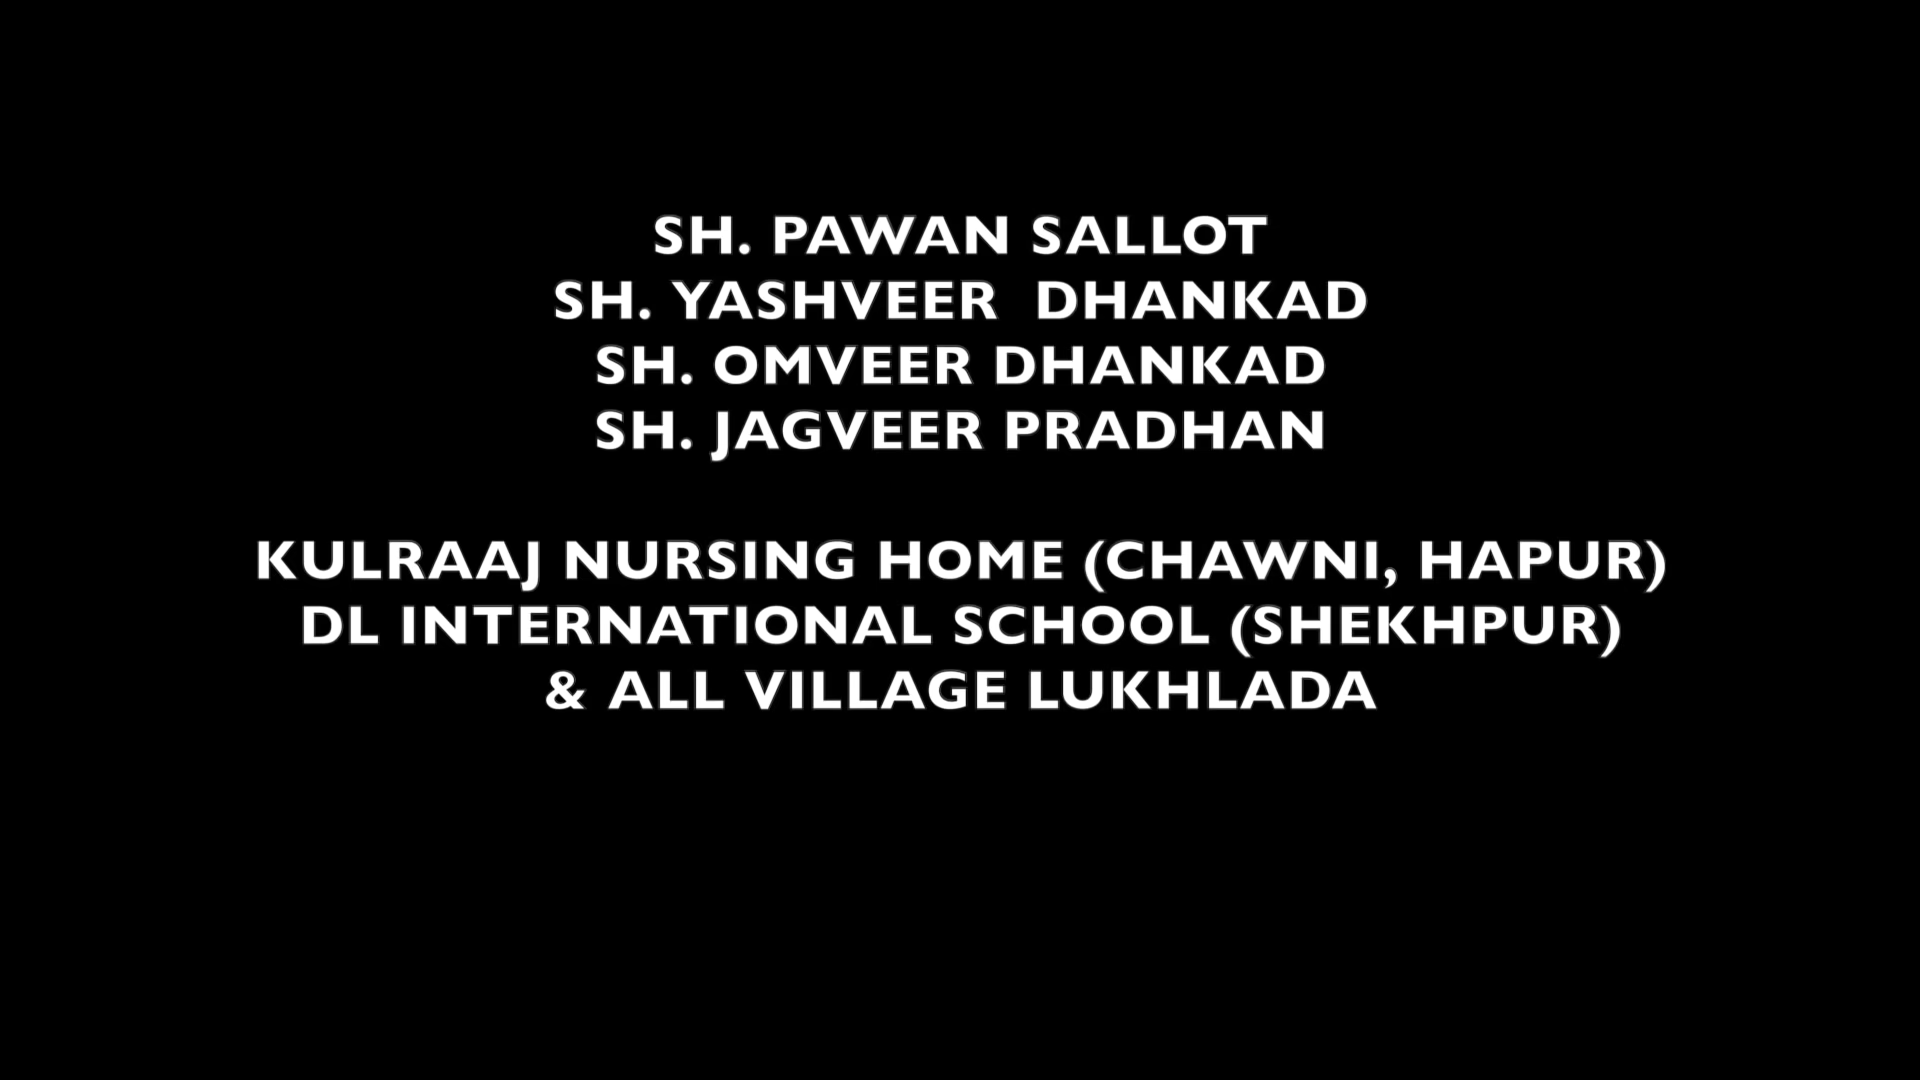 SH. PAWAN SALLOT
SH. YASHVEER DHANKAD
SH. OMVEER DHANKAD
SH. JAGVEER PRADHAN
KULRAAJ NURSING HOME (CHAWNI, HAPUR)
DL INTERNATIONAL SCHOOL (SHEKHPUR)
& ALL VILLAGE LUKHLADA